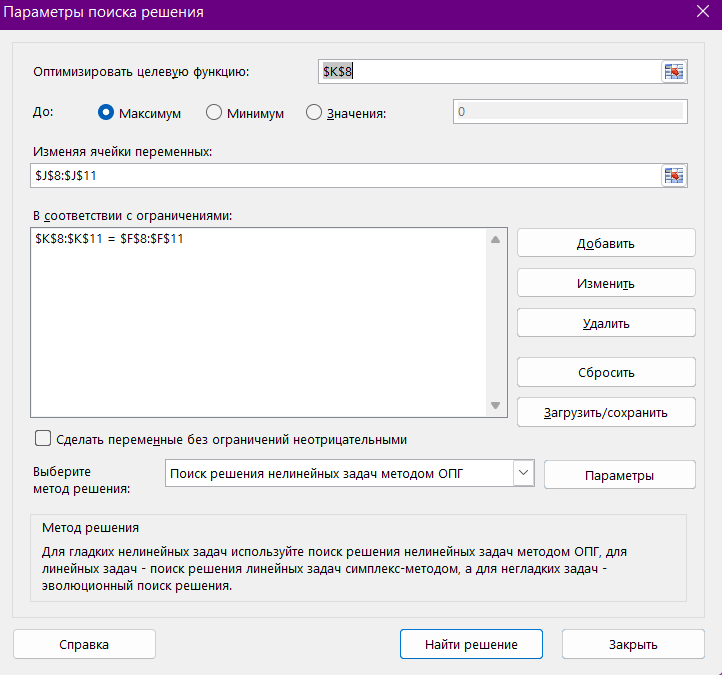 Параметры поиска решения
Оптимизировать целевую функцию:
$K$8
До:
Максимум
Минимум
Значения:
0
Изменяя ячейки переменных:
$J$8:$J$11
В соответствии с ограничениями:
$K$8:$K$11 = $F$8:$F$11
Добавить
Изменить
Удалить
Сбросить
Загрузить/сохранить
Сделать переменные без ограничений неотрицательными
Выберите
метод решения:
Поиск решения нелинейных задач методом ОПГ
Параметры
Метод решения
Для гладких нелинейных задач используйте поиск решения нелинейных задач методом ОПГ, для
линейных задач - поиск решения линейных задач симплекс-методом, а для негладких задач -
эволюционный поиск решения.
Справка
Найти решение
Закрыть